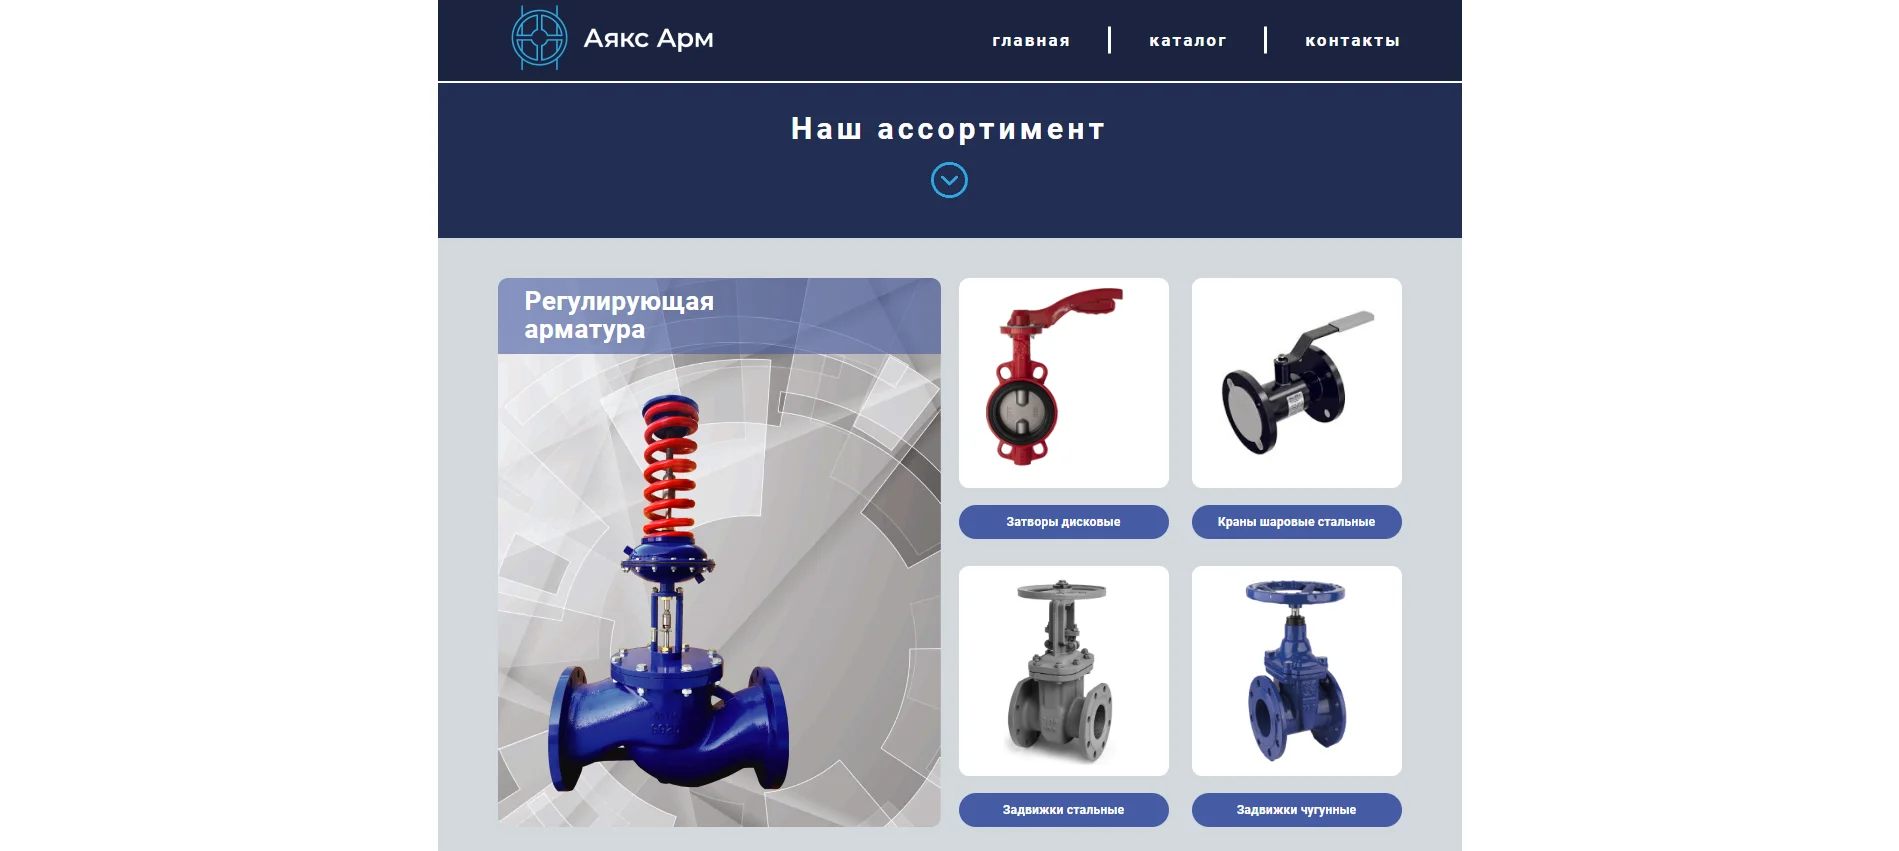 Аякс Арм
главная
каталог
контакты
Наш ассортимент
Регулирующая
арматура
Затворы дисковые
Краны шаровые стальные
Задвижки стальные
Задвижки чугунные